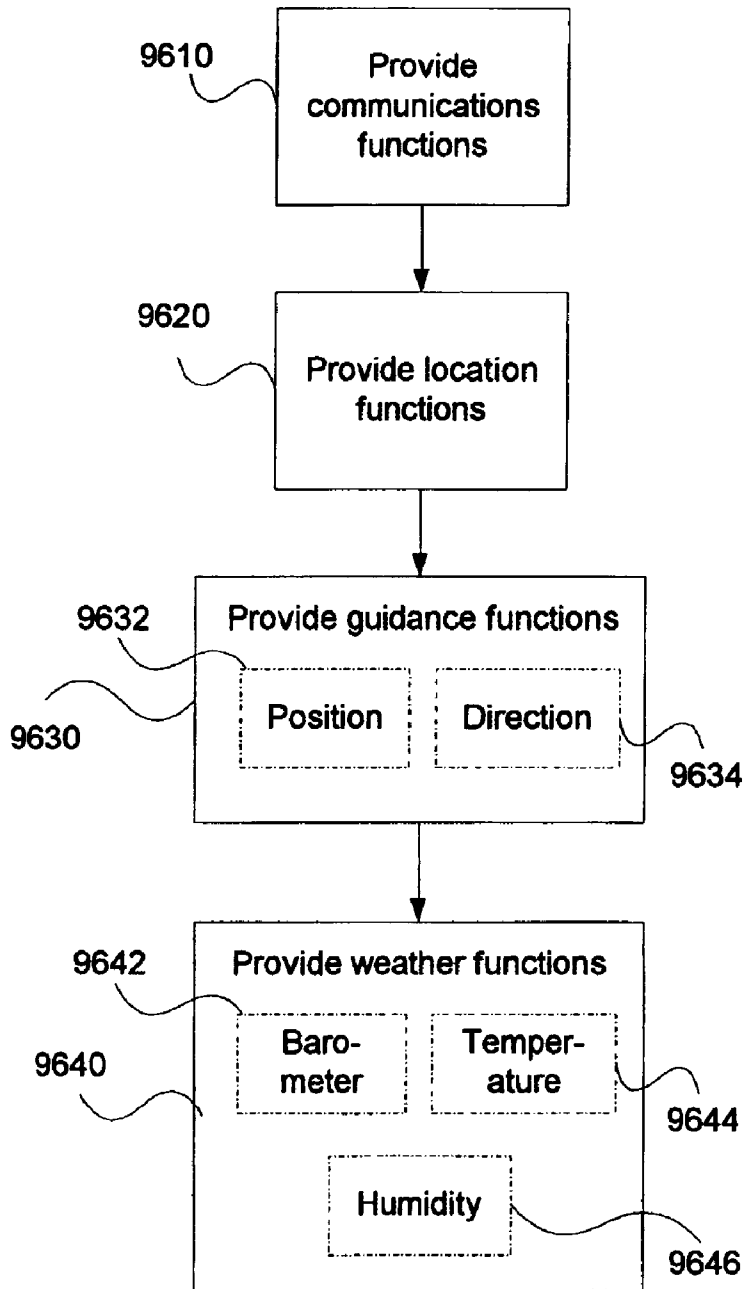 9610
Provide
communications
functions
9620
Provide location
functions
9632
Provide guidance functions
Position
Direction
9630
9634
9642
Provide weather functions
Baro-
meter
Temper-
ature
9640
9644
Humidity
9646